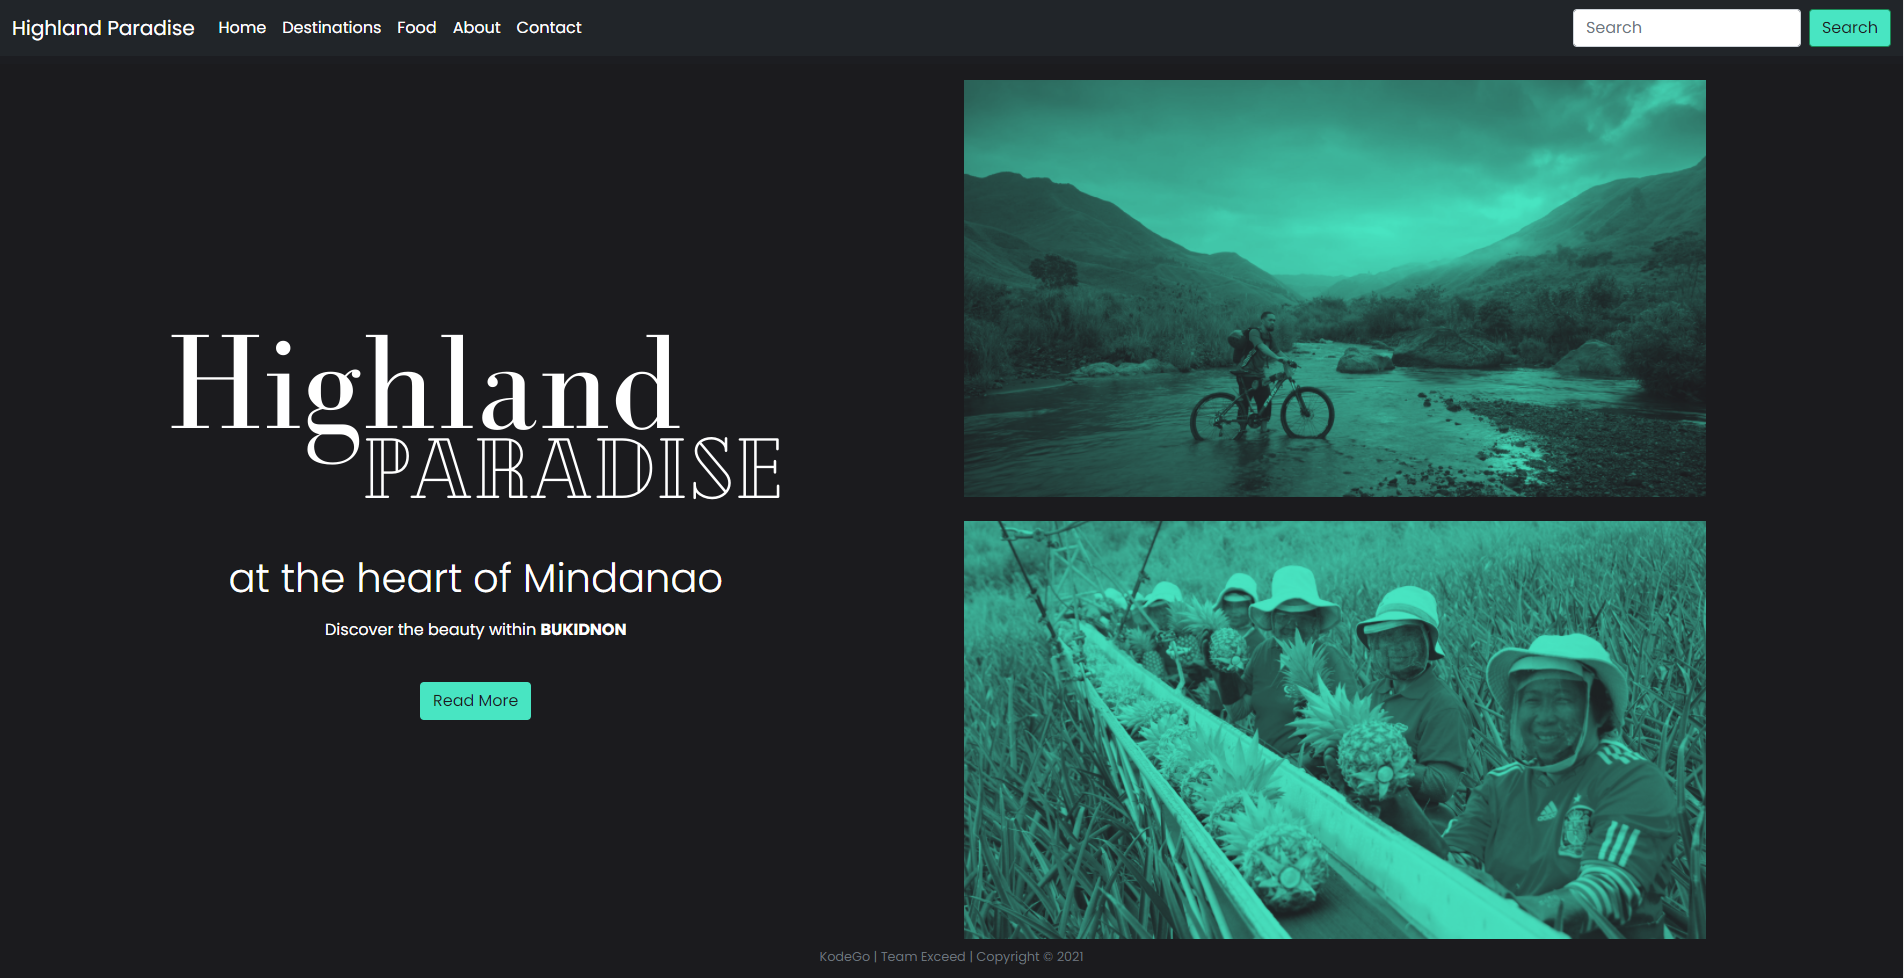 Highland Paradise Home Destinations Food About Contact Search Search
Highland
PARADISE
at the heart of Mindanao
Discover the beauty within BUKIDNON
Read More
KodeGo | Team Exceed | Copyright © 2021